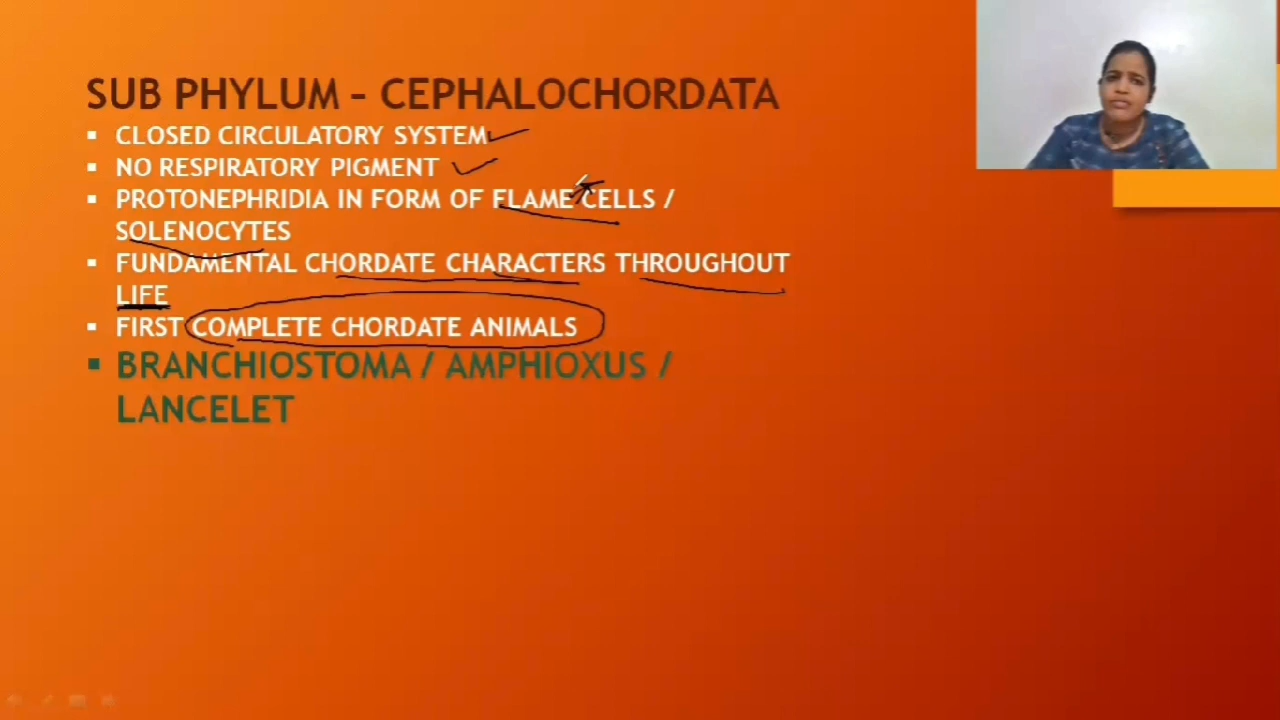 SUB PHYLUM – CEPHALOCHORDATA
▪ CLOSED CIRCULATORY SYSTEM
▪ NO RESPIRATORY PIGMENT
▪ PROTONEPHRIDIA IN FORM OF FLAME CELLS /
SOLENOCYTES
▪ FUNDAMENTAL CHORDATE CHARACTERS THROUGHOUT
LIFE
▪ FIRST COMPLETE CHORDATE ANIMALS
▪ BRANCHIOSTOMA / AMPHIOXUS /
LANCELET